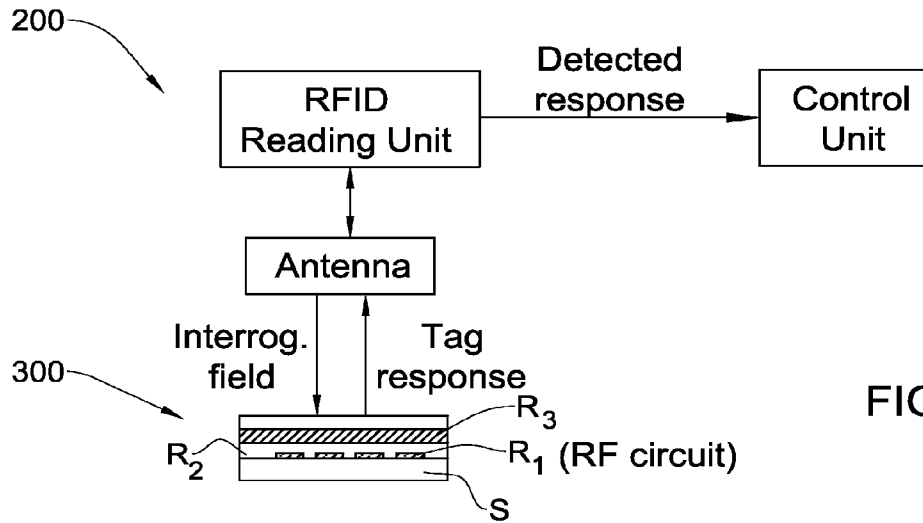 200
RFID
Reading Unit
Detected
response
Control
Unit
Antenna
Interrog.
field
Tag
response
300
R3
R2
R1 (RF circuit)
S
FIG